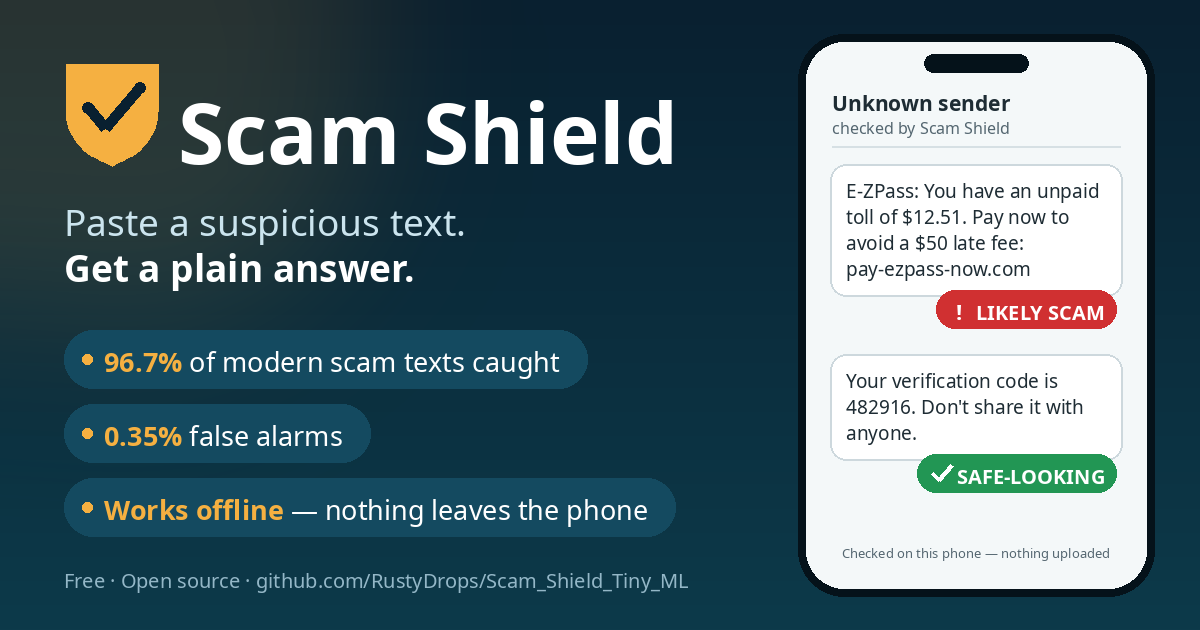 Scam Shield
Paste a suspicious text.
Get a plain answer.
96.7% of modern scam texts caught
0.35% false alarms
Works offline — nothing leaves the phone
Free · Open source · github.com/RustyDrops/Scam_Shield_Tiny_ML
Unknown sender
checked by Scam Shield
E-ZPass: You have an unpaid
toll of $12.51. Pay now to
avoid a $50 late fee:
pay-ezpass-now.com
! LIKELY SCAM
Your verification code is
482916. Don't share it with
anyone.
SAFE-LOOKING
Checked on this phone — nothing uploaded